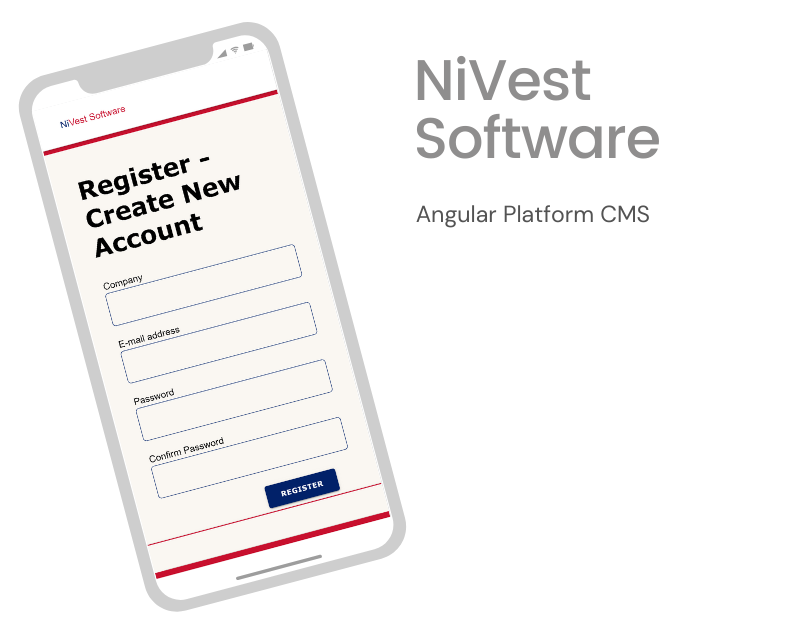 NiVest Software
Register -
Create New
Account
Company
E-mail address
Password
Confirm Password
REGISTER
NiVest
Software
Angular Platform CMS